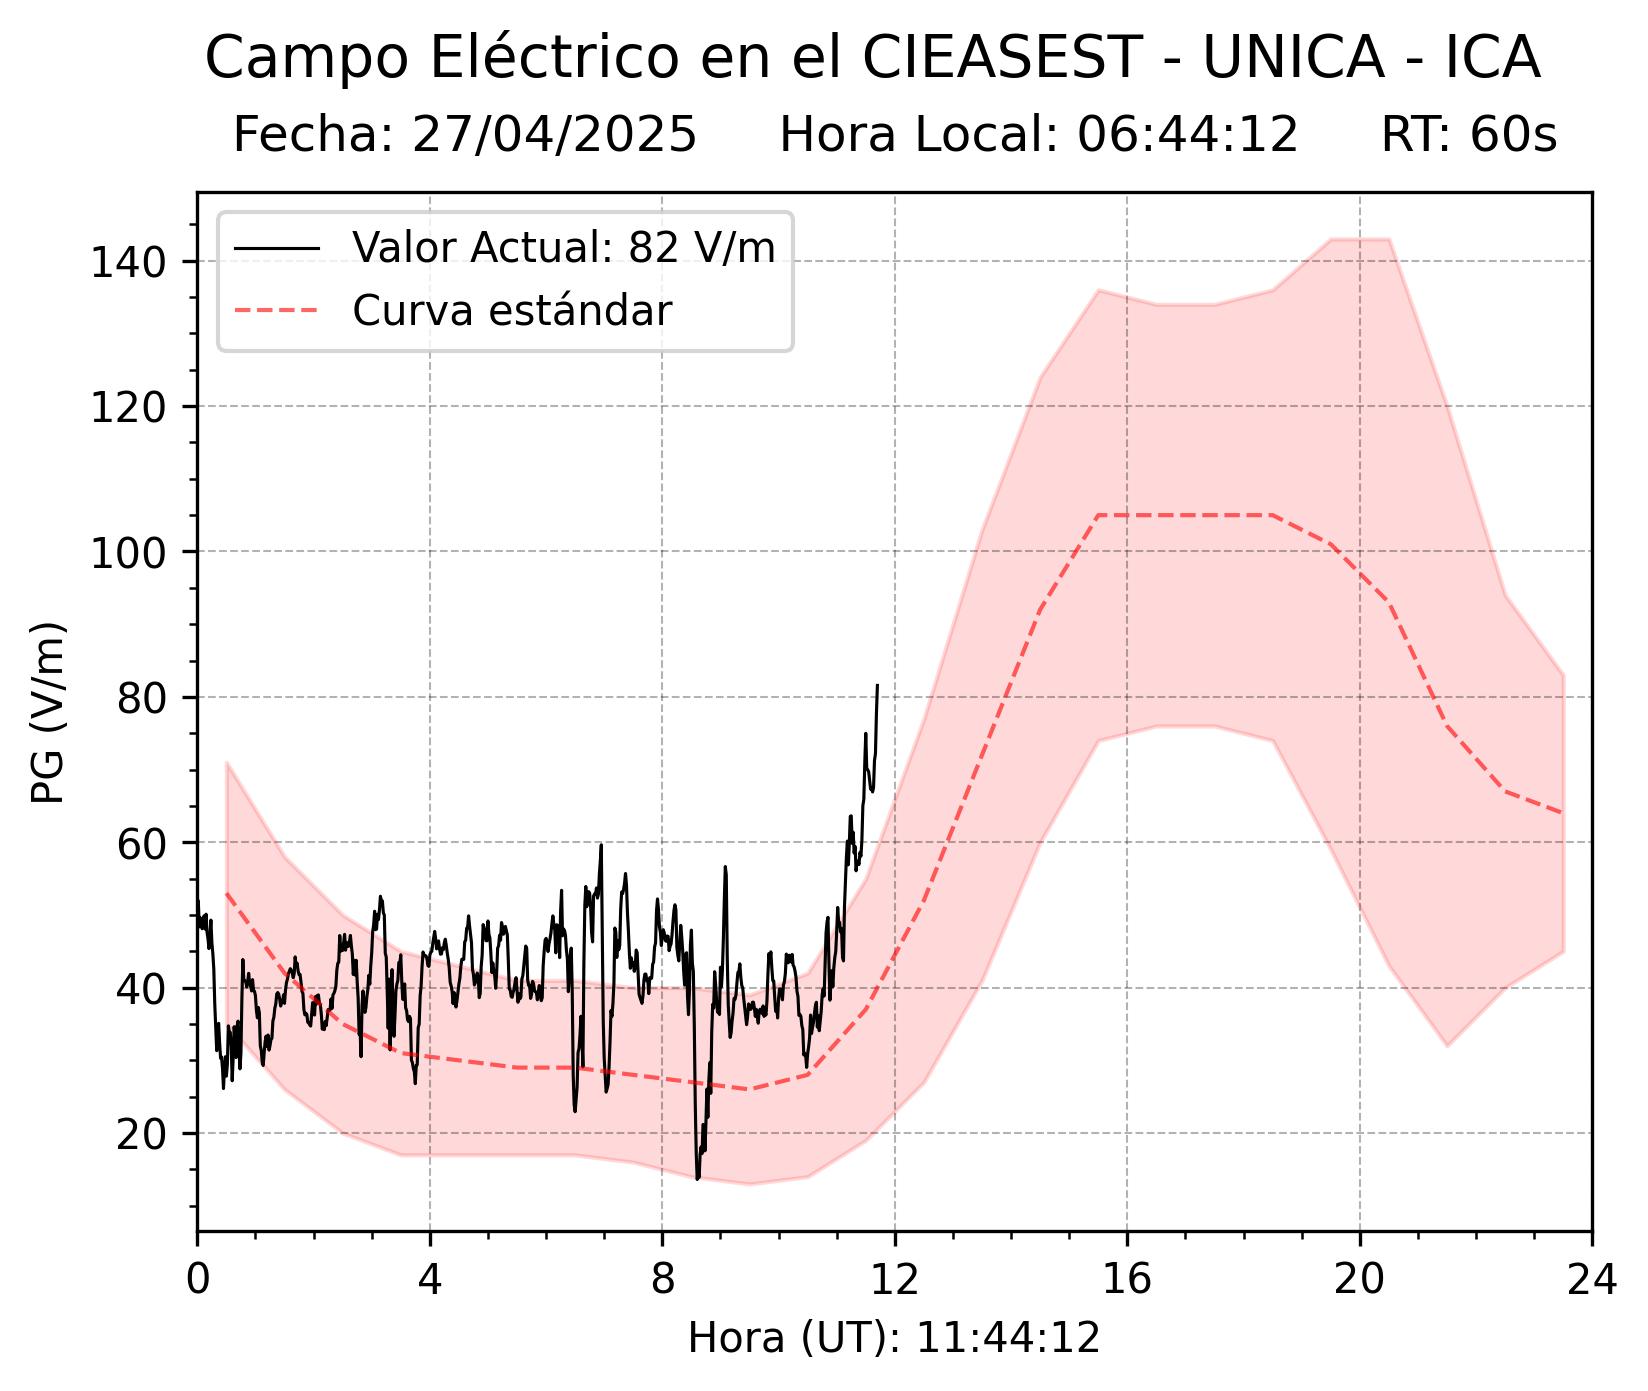 Campo Eléctrico en el CIEASEST - UNICA - ICA
Fecha: 27/04/2025 Hora Local: 06:44:12 RT: 60s
Valor Actual: 82 V/m
Curva estándar
140
120
100
80
60
40
20
PG (V/m)
0 4 8 12 16 20 24
Hora (UT): 11:44:12